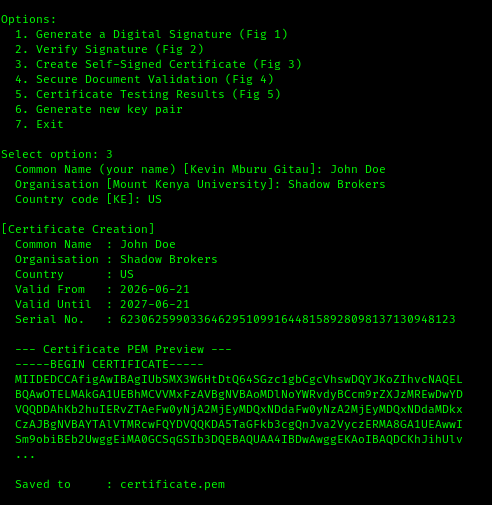 Options:
1. Generate a Digital Signature (Fig 1)
2. Verify Signature (Fig 2)
3. Create Self-Signed Certificate (Fig 3)
4. Secure Document Validation (Fig 4)
5. Certificate Testing Results (Fig 5)
6. Generate new key pair
7. Exit
Select option: 3
Common Name (your name) [Kevin Mburu Gitau]: John Doe
Organisation [Mount Kenya University]: Shadow Brokers
Country code [KE]: US
[Certificate Creation]
Common Name  : John Doe
Organisation : Shadow Brokers
Country      : US
Valid From   : 2026-06-21
Valid Until  : 2027-06-21
Serial No.   : 623062599033646295109916448158928098137130948123
--- Certificate PEM Preview ---
-----BEGIN CERTIFICATE-----
MIIDEDCCAfigAwIBAgIUbSMX3W6HtDtQ64SGzc1gbCgcVhswDQYJKoZIhvcNAQEL
BQAwOTELMAkGA1UEBhMCVVMxFzAVBgNVBAoMDlNoYWRvdyBCcm9rZXJzMREwDwYD
VQQDDAhKb2huIERvZTAeFw0yNjA2MjEyMDQxNDdaFw0yNzA2MjEyMDQxNDdaMDkx
CzAJBgNVBAYTAlVTMRcwFQYDVQQKDA5TaGFkb3cgQnJva2VyczERMA8GA1UEAwwI
Sm9obiBEb2UwggEiMA0GCSqGSIb3DQEBAQUAA4IBDwAwggEKAoIBAQDCKhJihUlv
...
Saved to     : certificate.pem